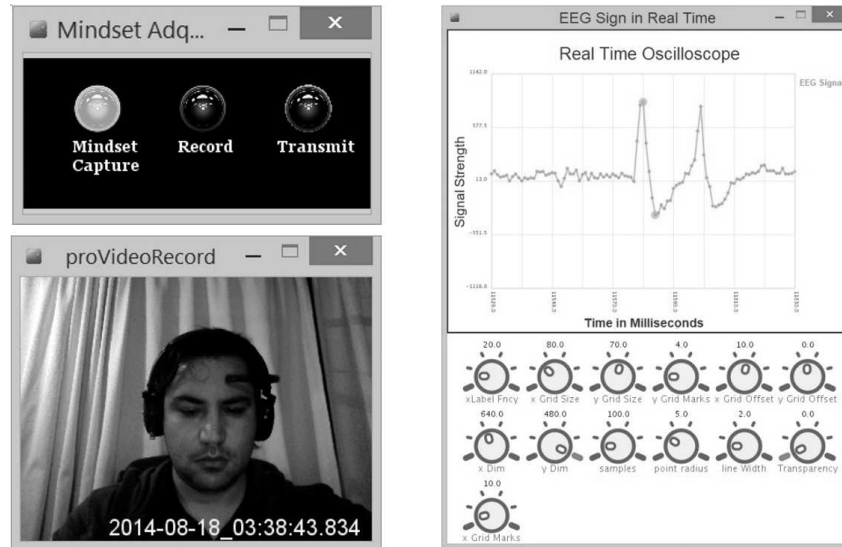 Mindset Adq...
Mindset Capture
Record
Transmit
proVideoRecord
2014-08-18_03:38:43.834
EEG Sign in Real Time
Real Time Oscilloscope
EEG Signa
1142.0
577.5
13.0
-551.5
-1116.0
Signal Strength
Time in Milliseconds
20.0 80.0 70.0 4.0 10.0 0.0
xLabel Fncy x Grid Size y Grid Size y Grid Marks x Grid Offset y Grid Offset
640.0 480.0 100.0 5.0 2.0 0.0
x Dim y Dim samples point radius line Width Transparency
10.0
x Grid Marks